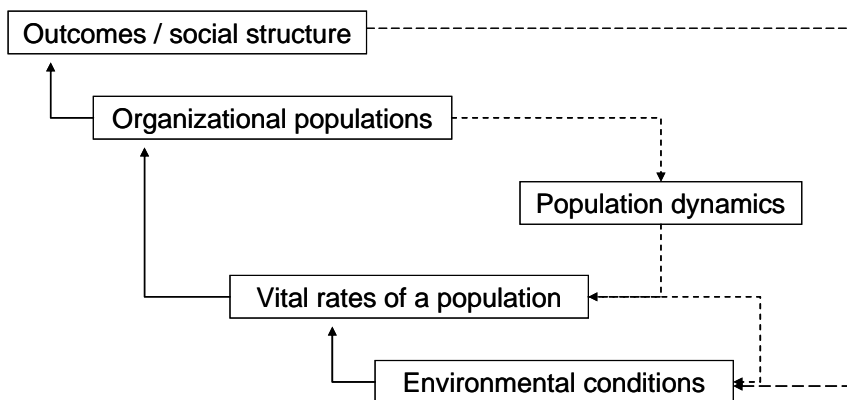 Outcomes / social structure
Organizational populations
Population dynamics
Vital rates of a population
Environmental conditions